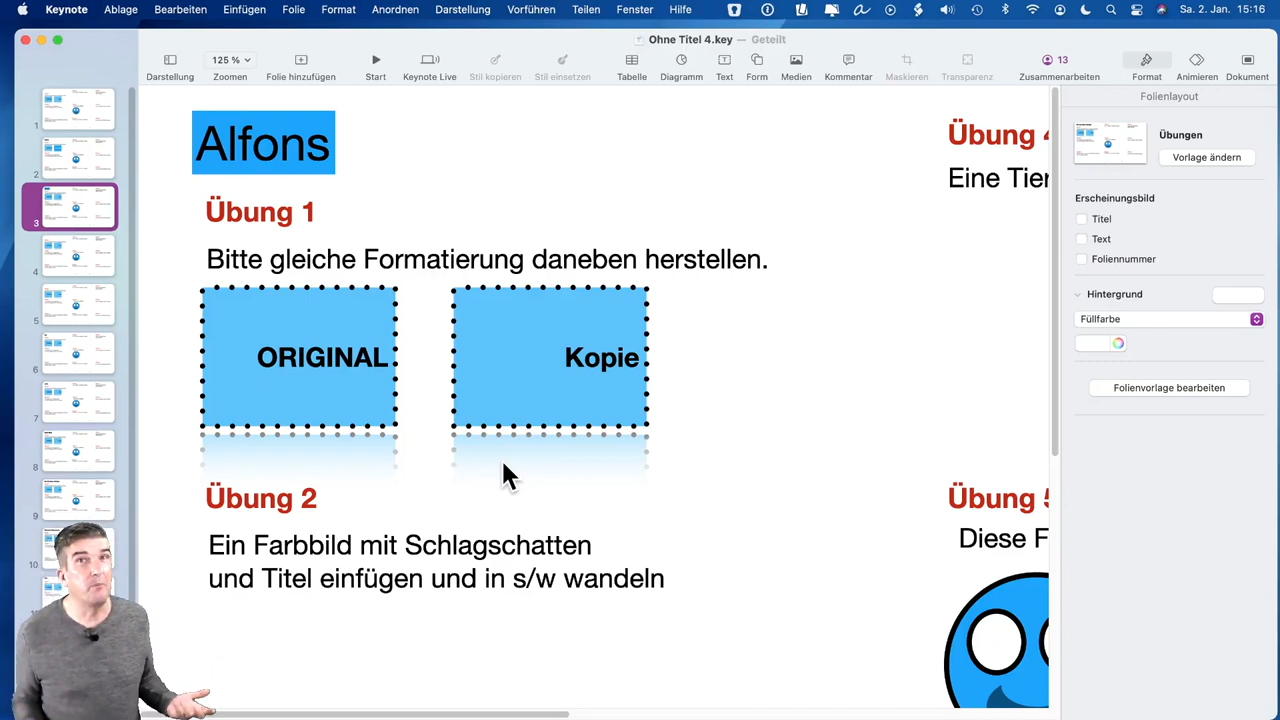 Keynote Ablage Bearbeiten Einfügen Folie Format Anordnen Darstellung Vorführen Teilen Fenster Hilfe Sa. 2. Jan. 15:16
Ohne Titel 4.key — Geteilt
125 %
13
Darstellung Zoomen Folie hinzufügen Start Keynote Live Stil kopieren Stil einsetzen Tabelle Diagramm Text Form Medien Kommentar Maskieren Transparenz Zusammenarbeiten Format Animieren Dokument
1
2
3
4
5
6
7
8
9
10
Alfons
Übung 1
Bitte gleiche Formatierung daneben herstellen.
ORIGINAL
Kopie
Übung 2
Ein Farbbild mit Schlagschatten
und Titel einfügen und in s/w wandeln
Übung 4
Eine Tier
Übung 5
Diese F
Folienlayout
Übungen
Vorlage ändern
Erscheinungsbild
Titel
Text
Foliennummer
Hintergrund
Füllfarbe
Folienvorlage bearbeiten